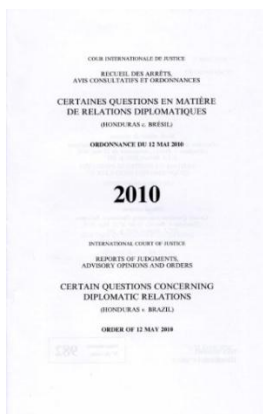 COUR INTERNATIONALE DE JUSTICE
RECUEIL DES ARRÊTS,
AVIS CONSULTATIFS ET ORDONNANCES
CERTAINES QUESTIONS EN MATIÈRE
DE RELATIONS DIPLOMATIQUES
(HONDURAS c. BRÉSIL)
ORDONNANCE DU 12 MAI 2010
2010
INTERNATIONAL COURT OF JUSTICE
REPORTS OF JUDGMENTS,
ADVISORY OPINIONS AND ORDERS
CERTAIN QUESTIONS CONCERNING
DIPLOMATIC RELATIONS
(HONDURAS v. BRAZIL)
ORDER OF 12 MAY 2010